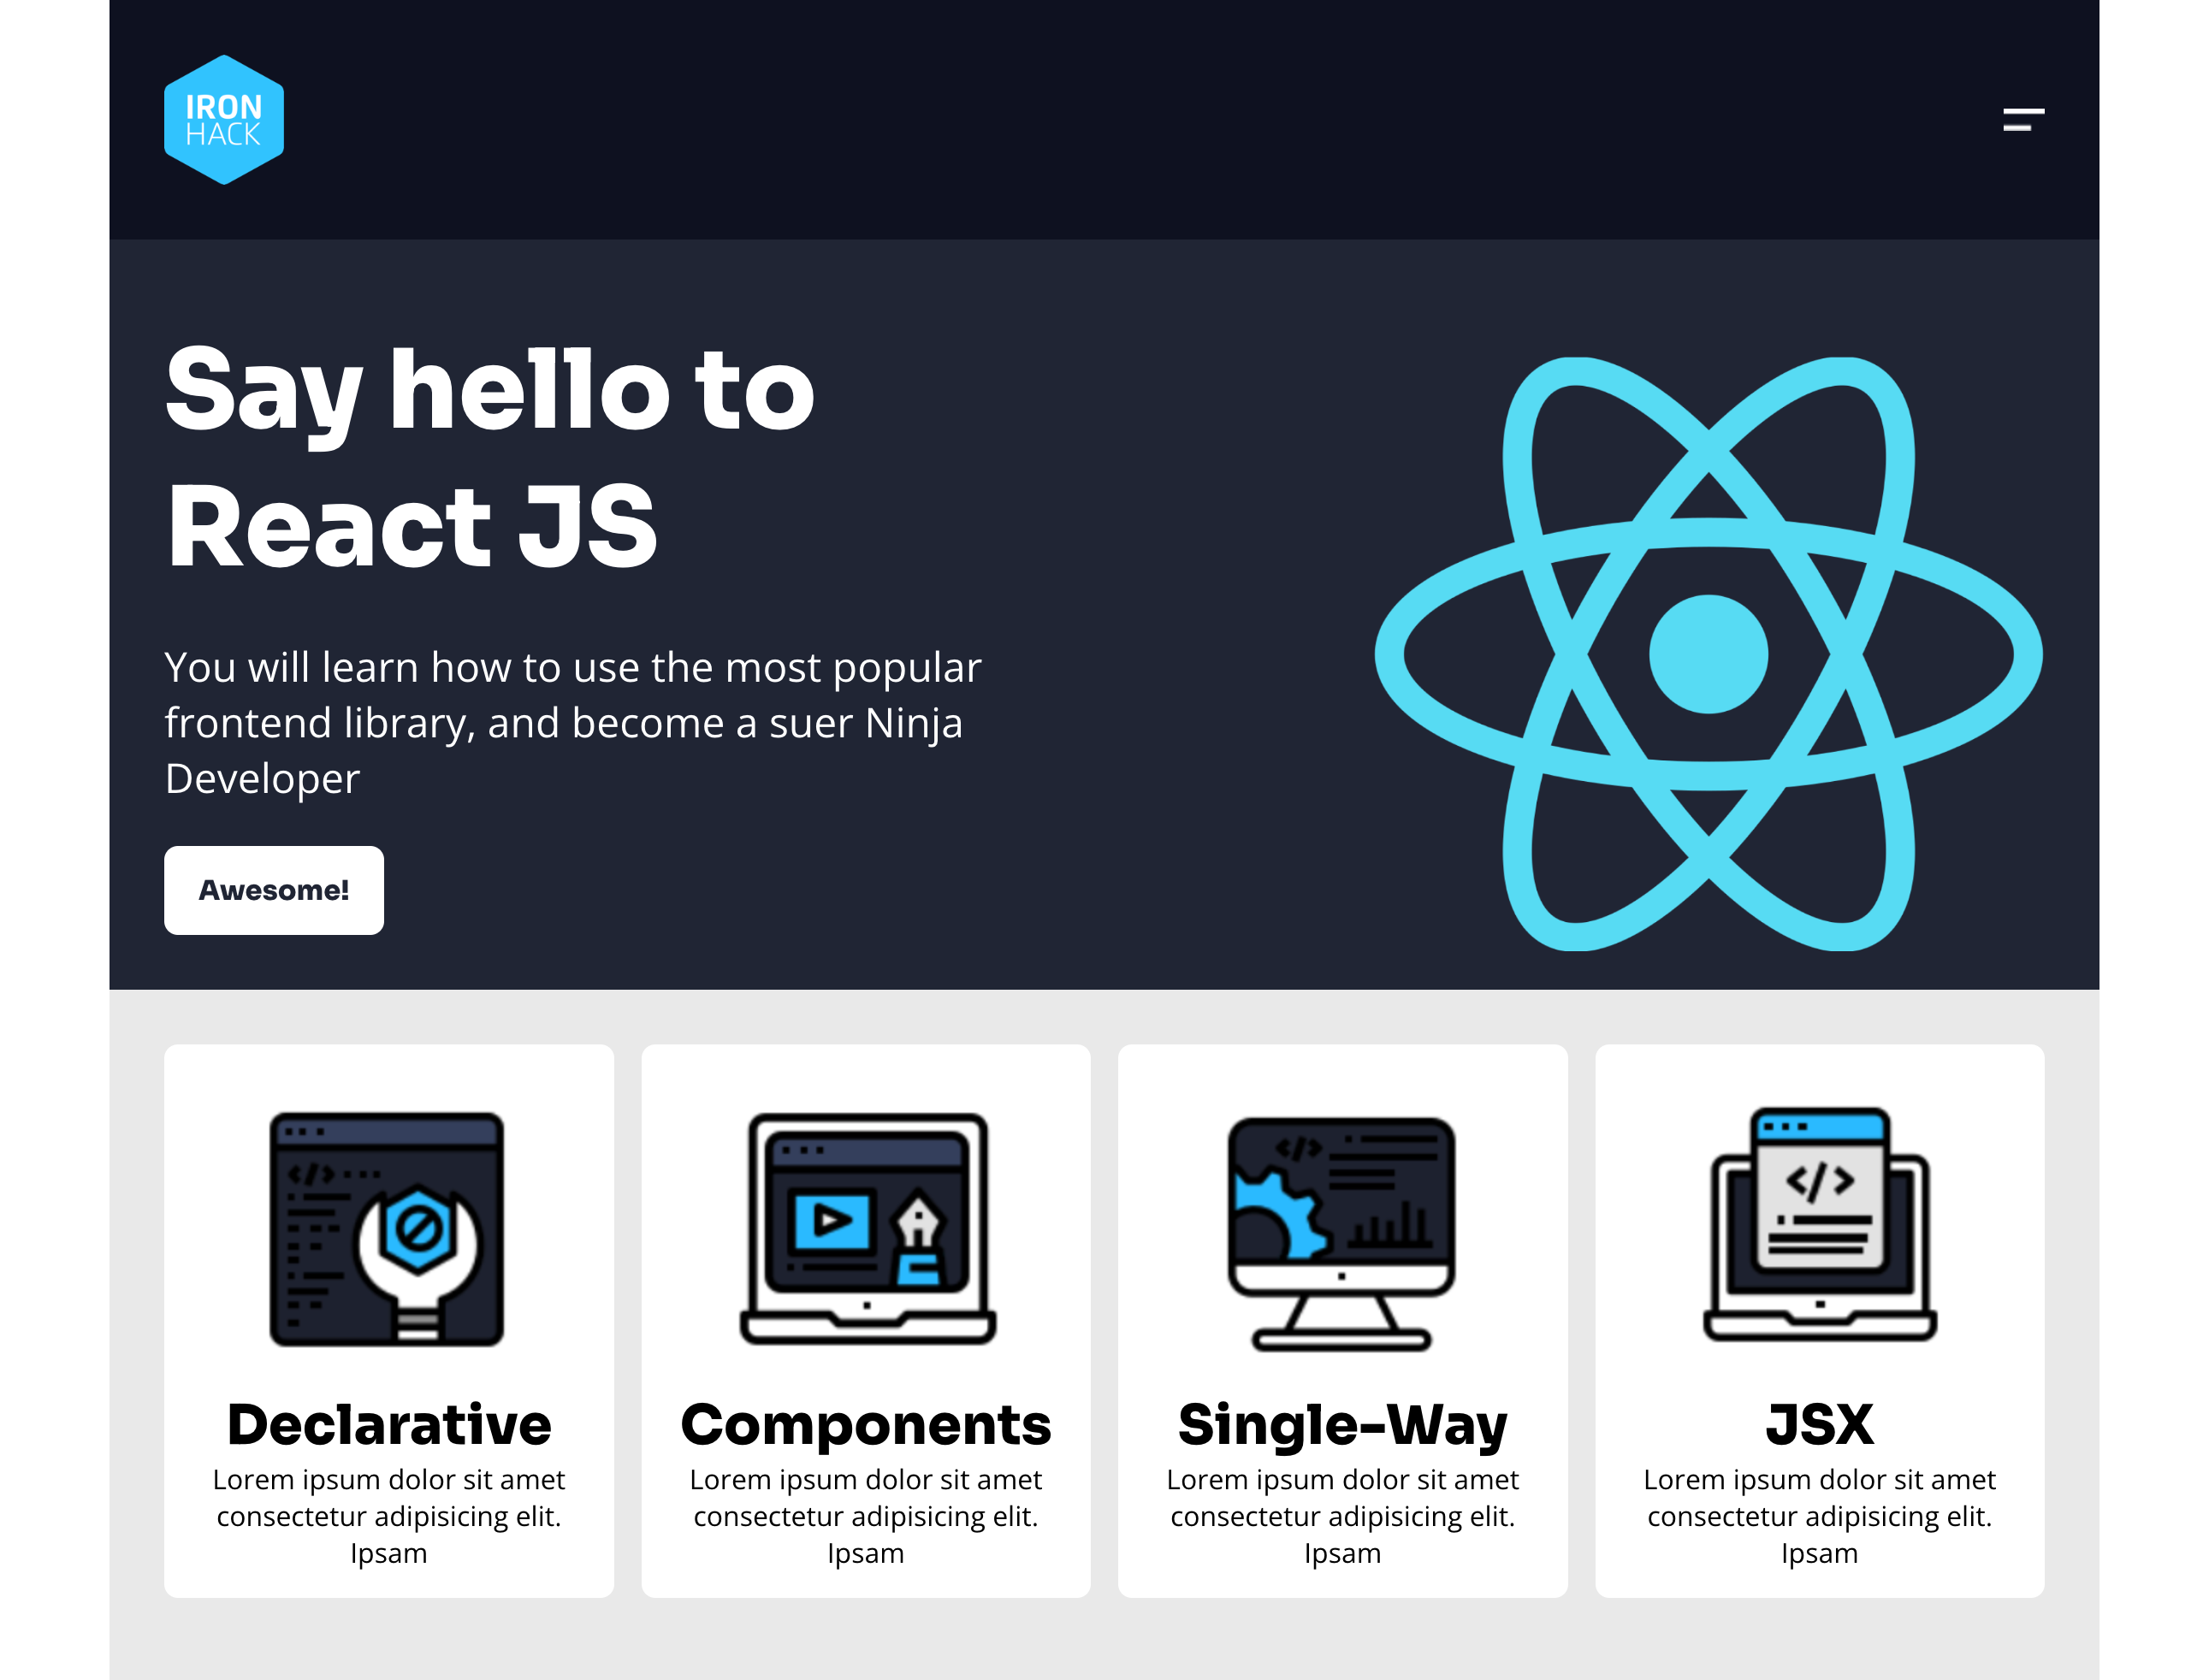 IRON
HACK
Say hello to
React JS
You will learn how to use the most popular
frontend library, and become a suer Ninja
Developer
Awesome!
</>
</>
</>
Declarative
Components
Single-Way
JSX
Lorem ipsum dolor sit amet
consectetur adipisicing elit.
Ipsam
Lorem ipsum dolor sit amet
consectetur adipisicing elit.
Ipsam
Lorem ipsum dolor sit amet
consectetur adipisicing elit.
Ipsam
Lorem ipsum dolor sit amet
consectetur adipisicing elit.
Ipsam